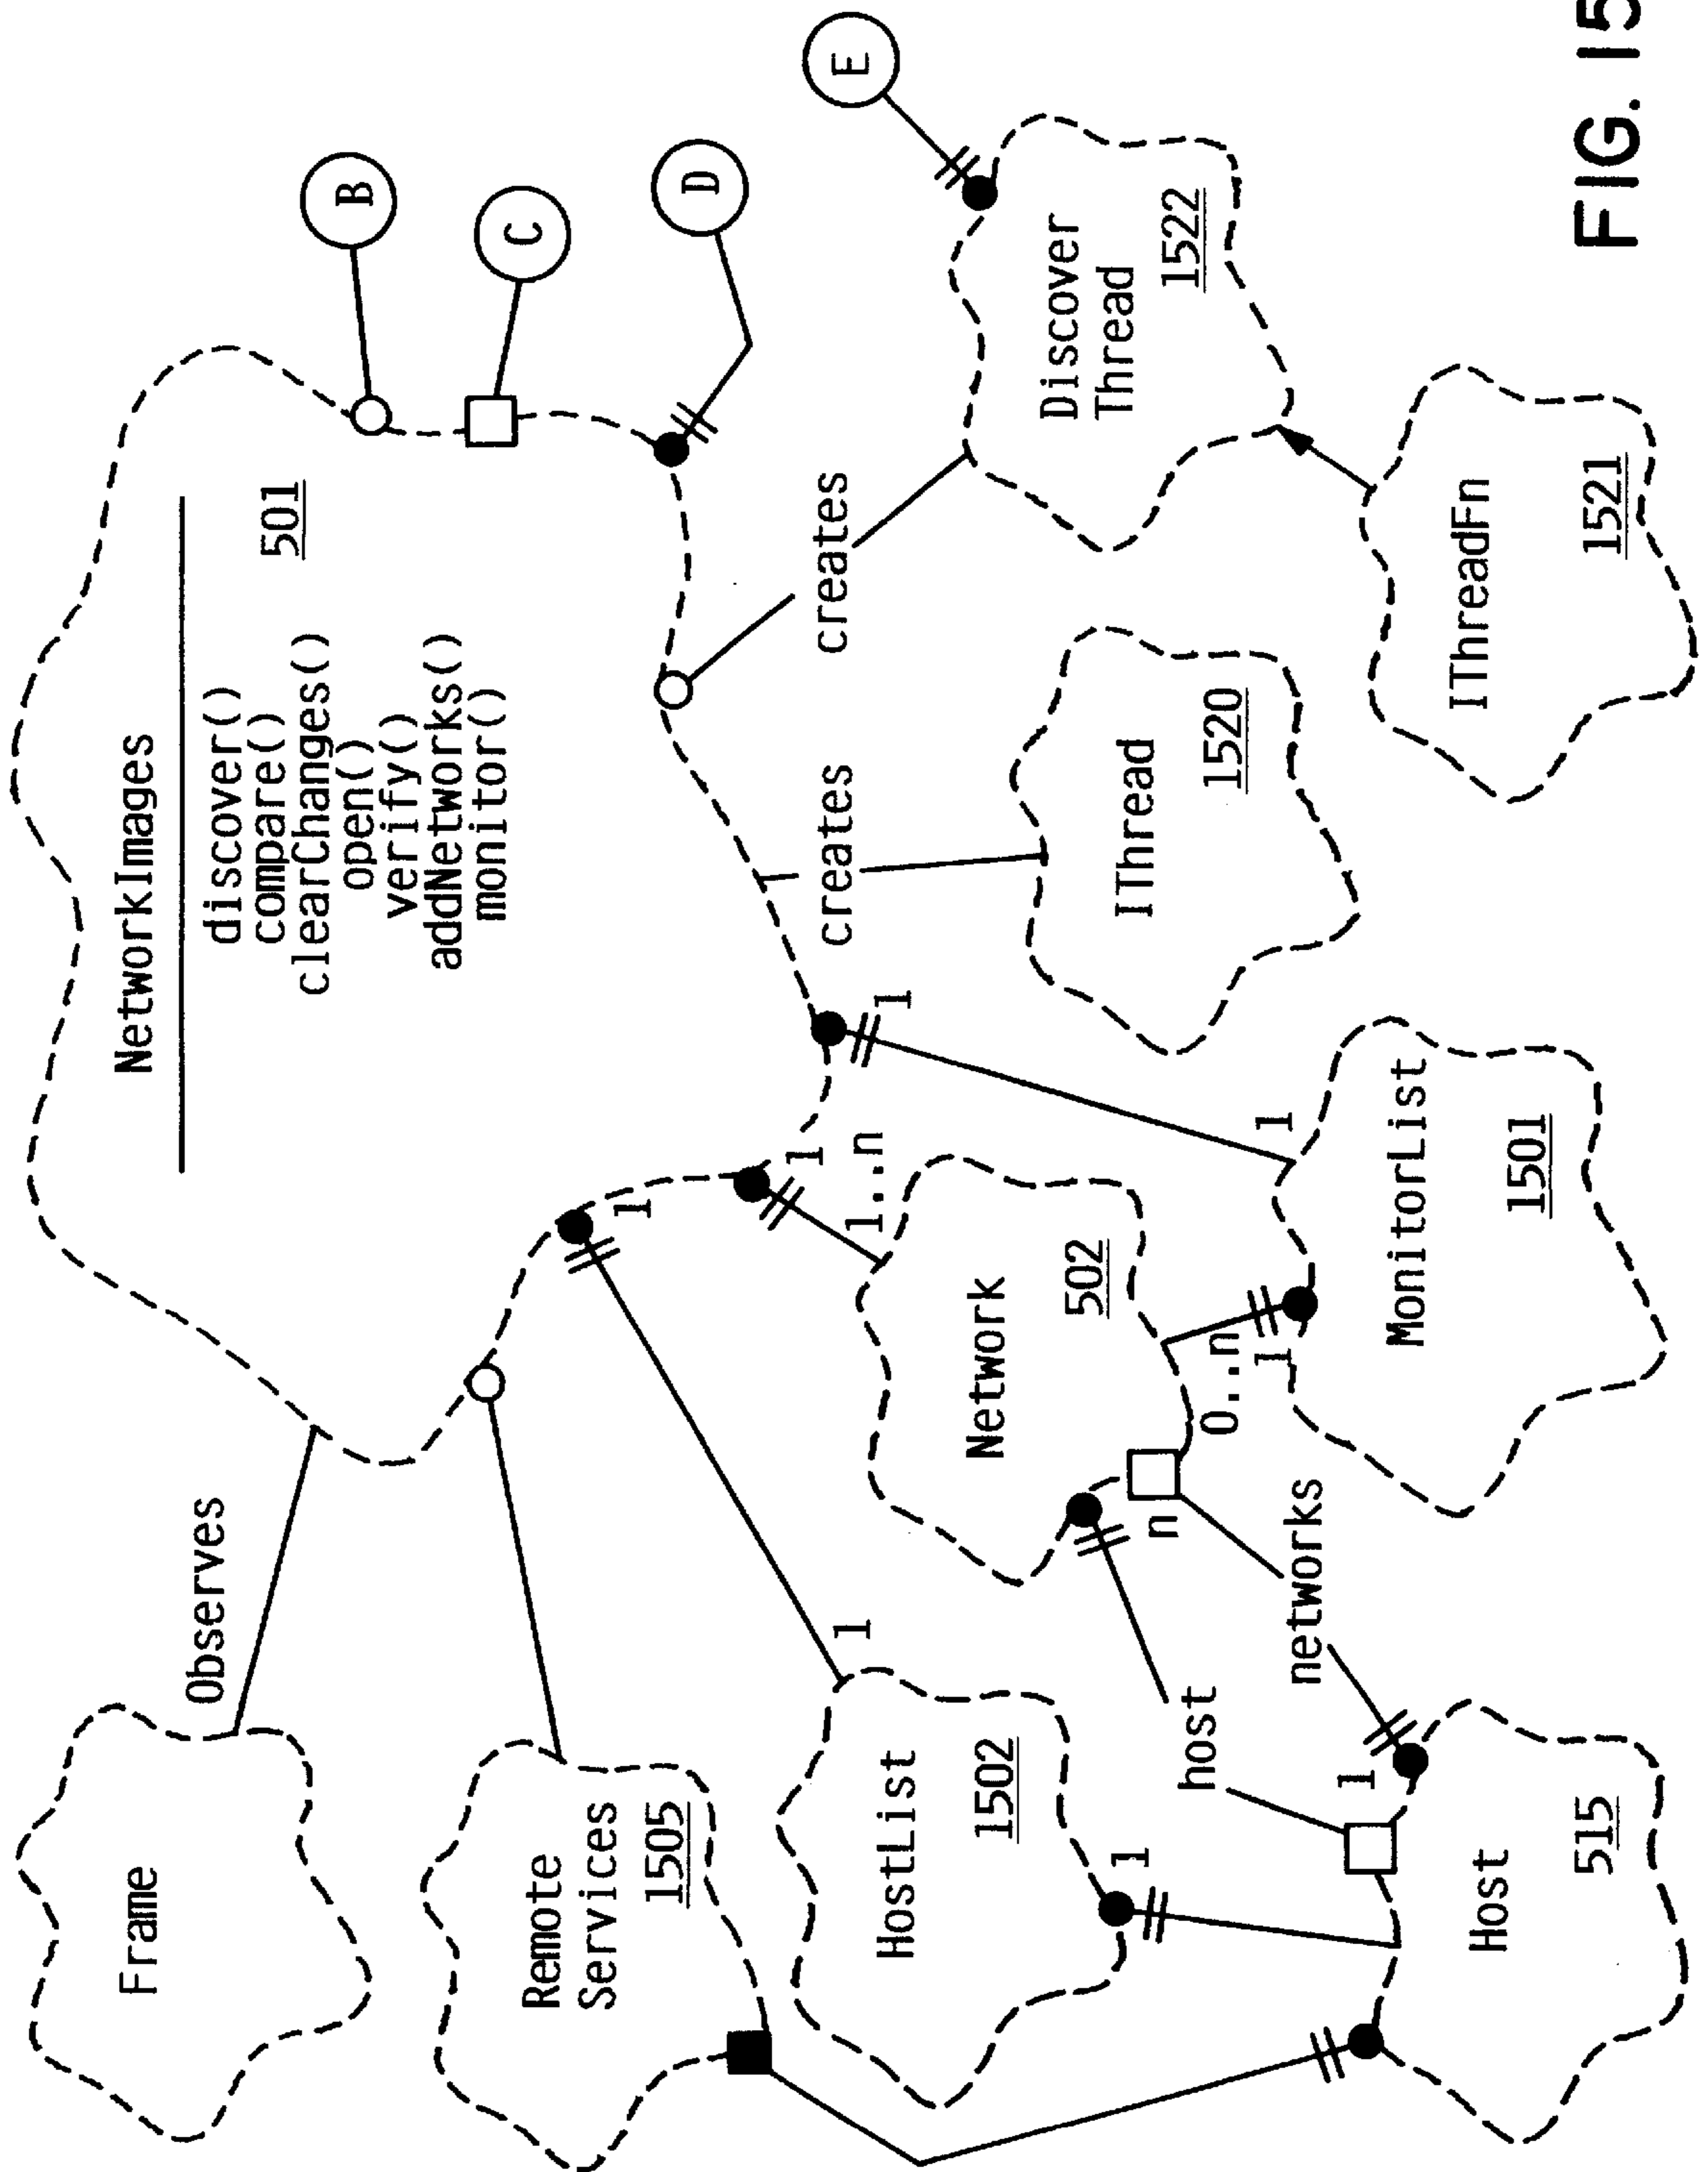 Frame
Observes
NetworkImages
discover()
compare()
clearChanges()
open()
verify()
addNetworks()
monitor()
501
B
C
D
E
Remote
Services
1505
1
1
1
1..n
1
1
creates
creates
HostList
1502
1
Network
502
n
0..n
1
host
networks
1
Host
515
MonitorList
1501
IThread
1520
Discover
Thread
1522
IThreadFn
1521
FIG. 15